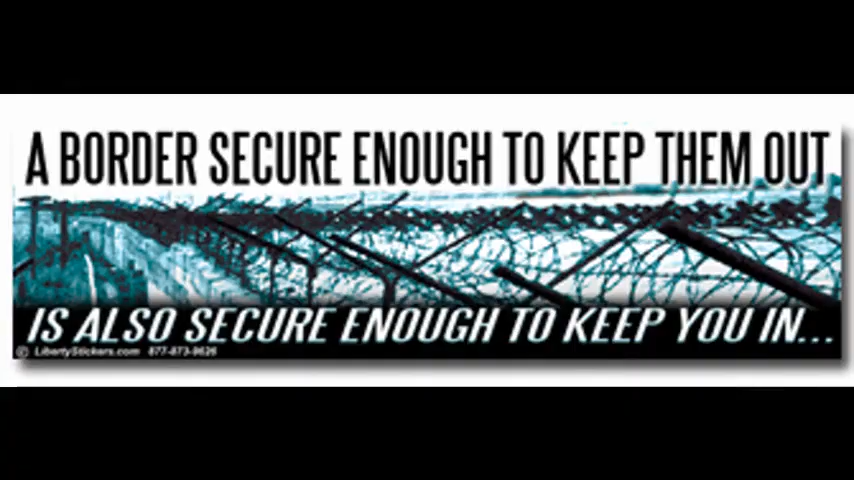 A BORDER SECURE ENOUGH TO KEEP THEM OUT
IS ALSO SECURE ENOUGH TO KEEP YOU IN...
© LibertyStickers.com 877-873-9626